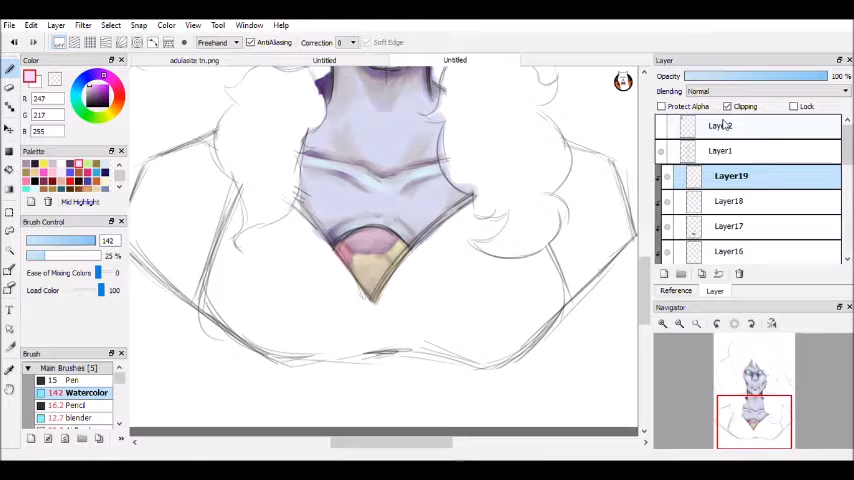 File Edit Layer Filter Select Snap Color View Tool Window Help
off Freehand AntiAliasing Correction 0 Soft Edge
Color
adulasite tn.png Untitled Untitled
R 247
G 217
B 255
Palette
Mid Highlight
Brush Control
142
25 %
Ease of Mixing Colors 0
Load Color 100
Brush
Main Brushes [5]
15 Pen
142 Watercolor
16.2 Pencil
12.7 blender
Layer
Opacity 100 %
Blending Normal
Protect Alpha Clipping Lock
Layer1
Layer19
Layer18
Layer17
Layer16
Reference Layer
Navigator